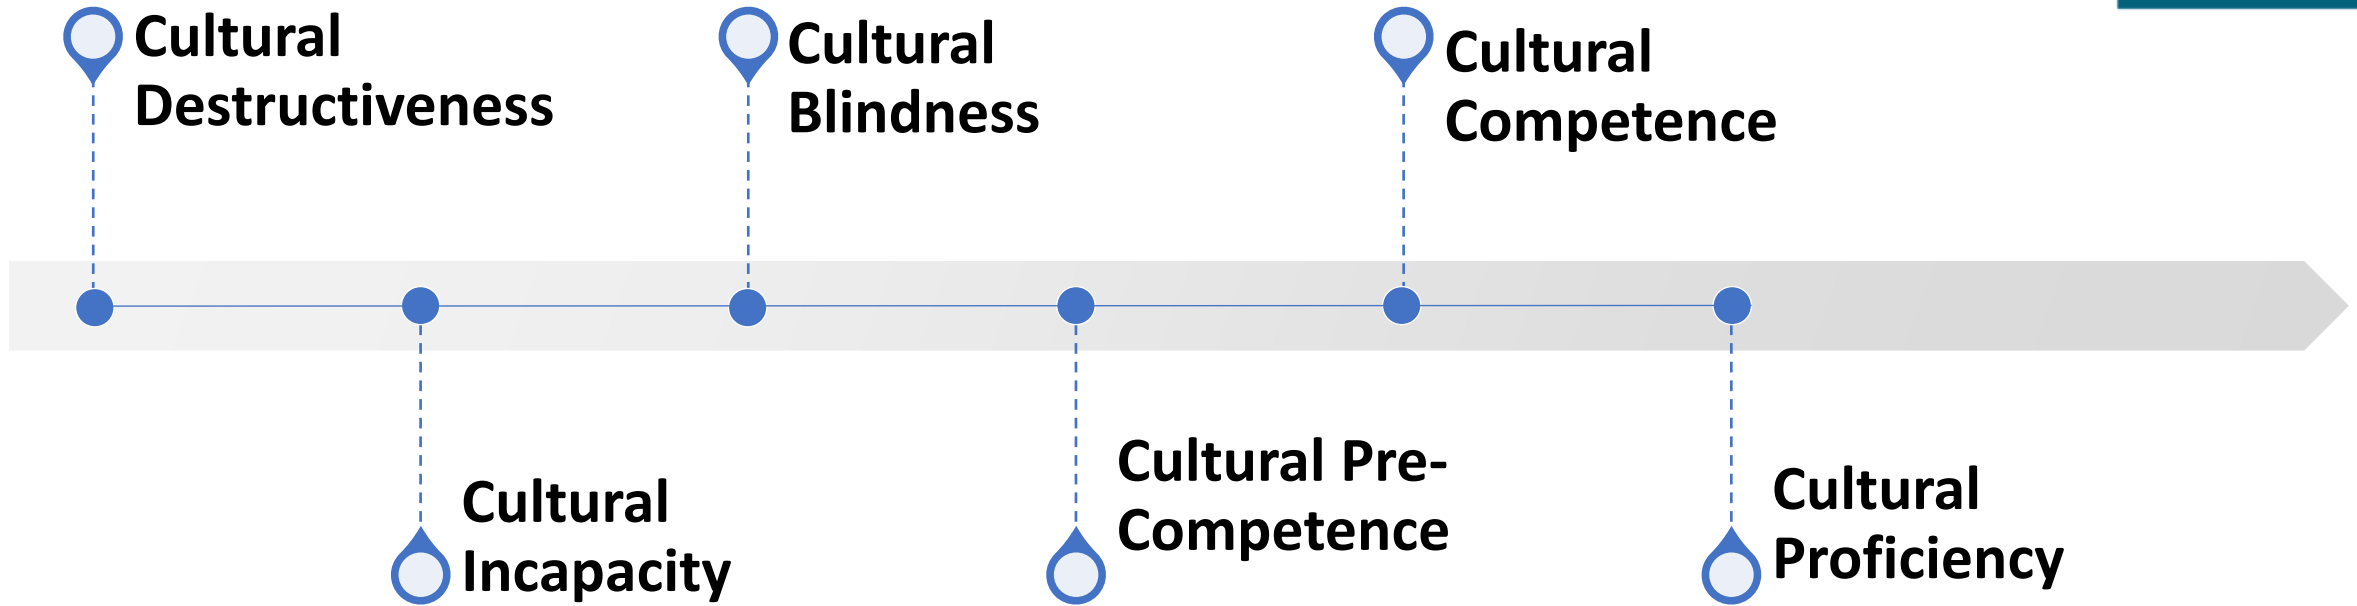 Cultural
Destructiveness
Cultural
Incapacity
Cultural
Blindness
Cultural Pre-
Competence
Cultural
Competence
Cultural
Proficiency